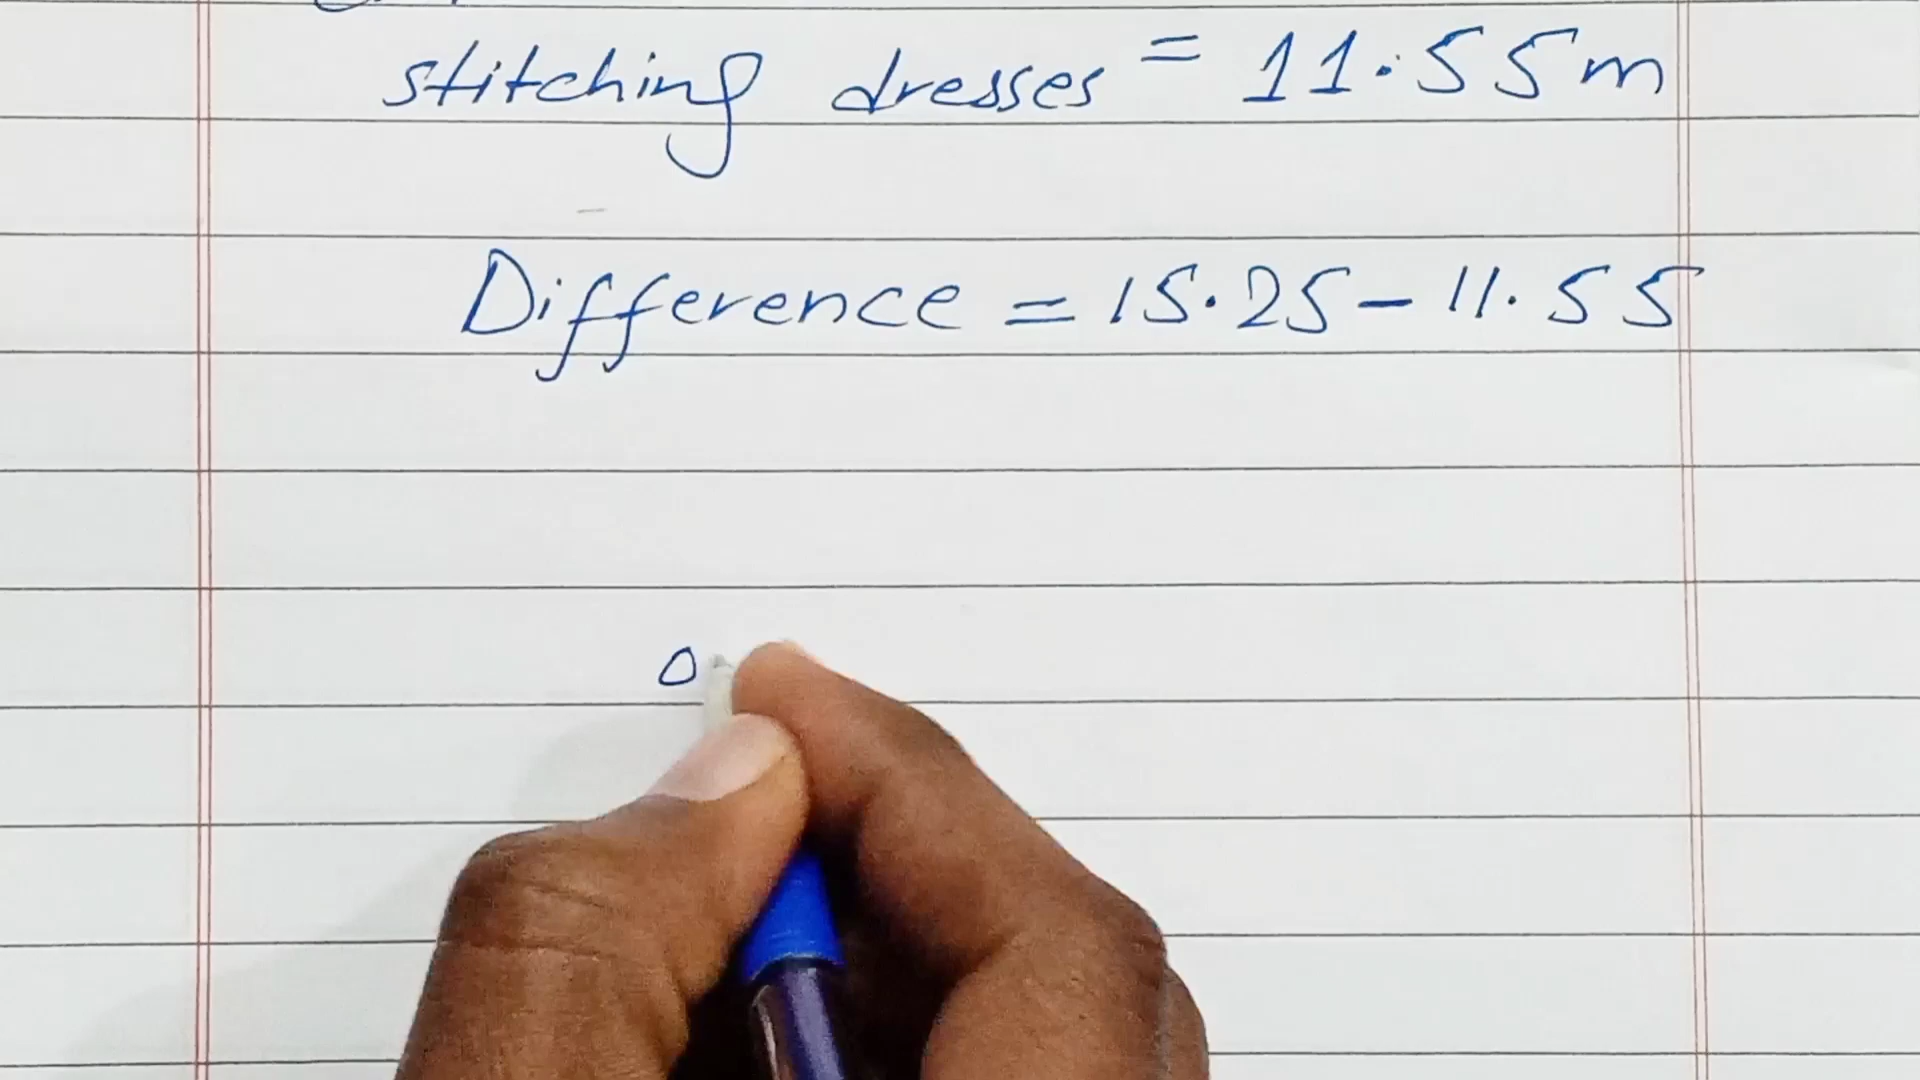 stitching dresses = 11.55m
Difference = 15.25 - 11.55
0